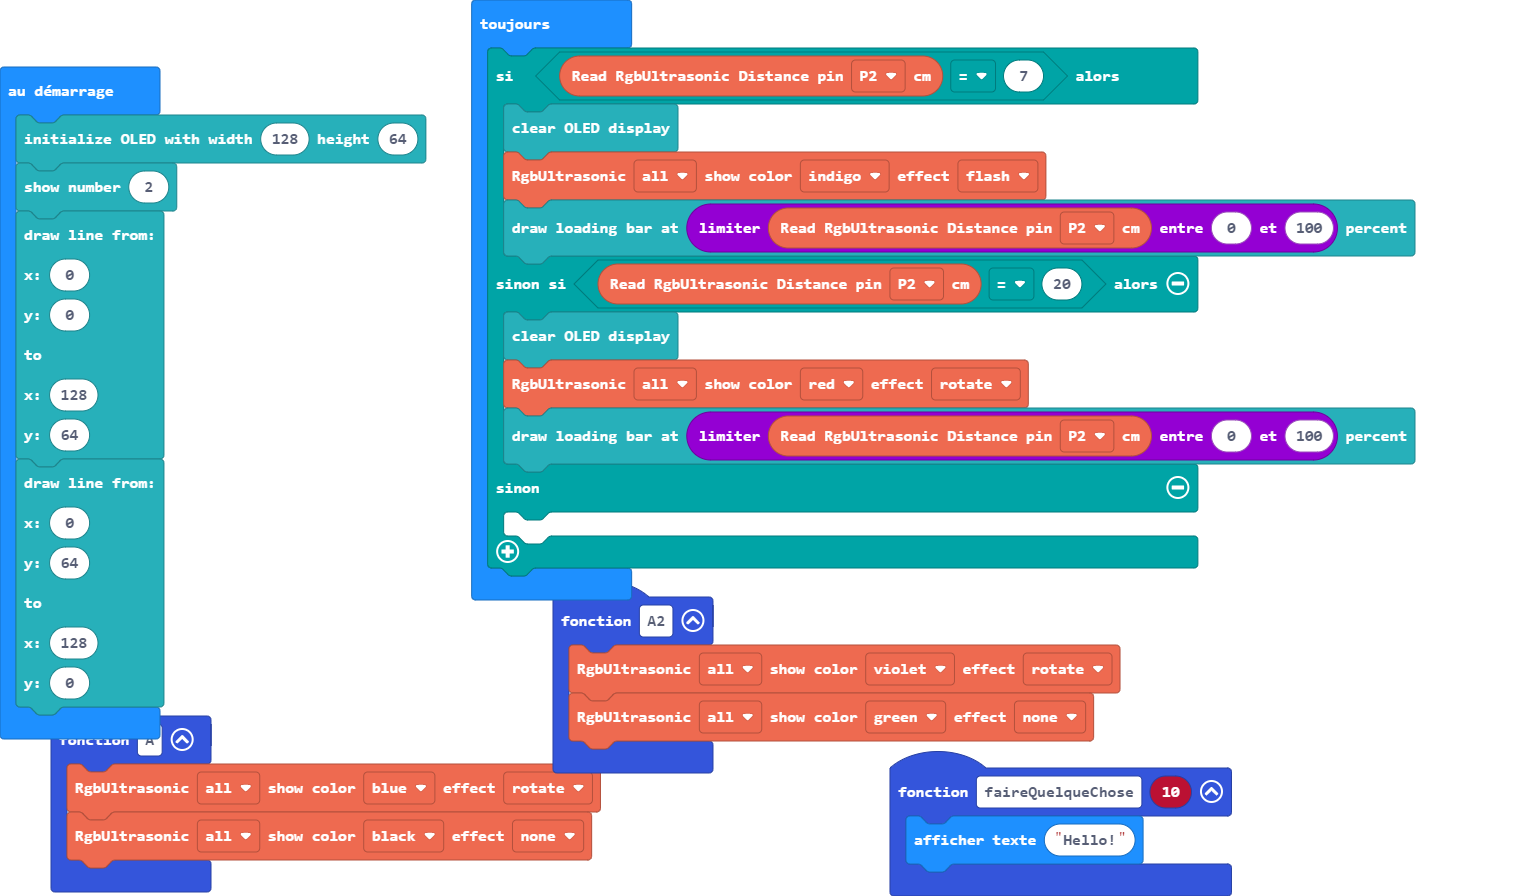 au démarrage
initialize OLED with width 128 height 64
show number 2
draw line from:
x: 0
y: 0
to
x: 128
y: 64
draw line from:
x: 0
y: 64
to
x: 128
y: 0
fonction A
RgbUltrasonic all show color blue effect rotate
RgbUltrasonic all show color black effect none
toujours
si Read RgbUltrasonic Distance pin P2 cm = 7 alors
clear OLED display
RgbUltrasonic all show color indigo effect flash
draw loading bar at limiter Read RgbUltrasonic Distance pin P2 cm entre 0 et 100 percent
sinon si Read RgbUltrasonic Distance pin P2 cm = 20 alors
clear OLED display
RgbUltrasonic all show color red effect rotate
draw loading bar at limiter Read RgbUltrasonic Distance pin P2 cm entre 0 et 100 percent
sinon
fonction A2
RgbUltrasonic all show color violet effect rotate
RgbUltrasonic all show color green effect none
fonction faireQuelqueChose 10
afficher texte "Hello!"